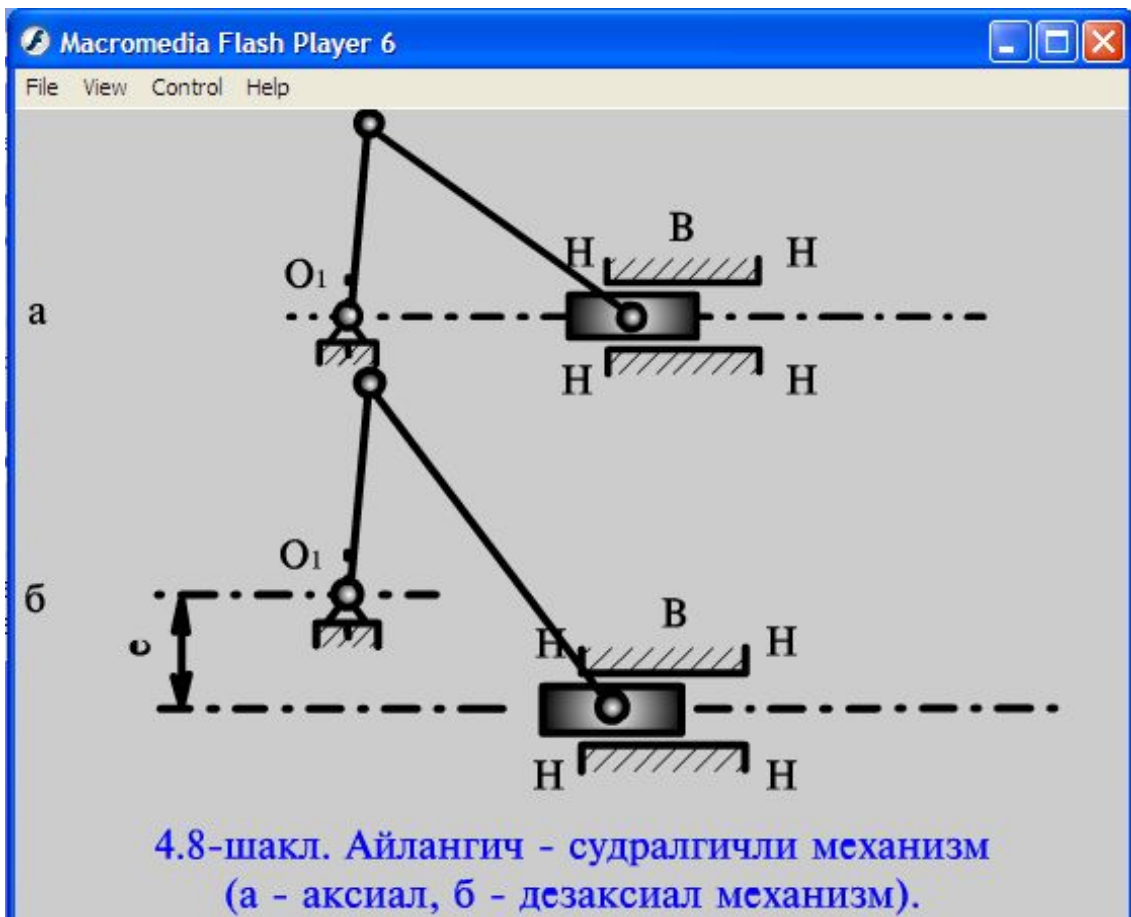 Macromedia Flash Player 6
File View Control Help
В
Н Н
O1
а
Н Н
O1
б
В
Н Н
е
Н Н
4.8-шакл. Айлангич - судралгичли механизм
(а - аксиал, б - дезаксиал механизм).